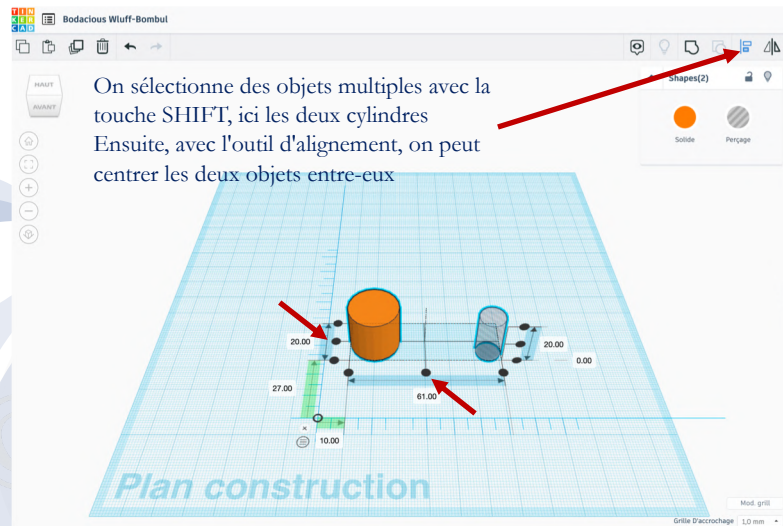 TIN
KER
CAD
Bodacious Wluff-Bombul
HAUT
AVANT
On sélectionne des objets multiples avec la
touche SHIFT, ici les deux cylindres
Ensuite, avec l'outil d'alignement, on peut
centrer les deux objets entre-eux
Shapes(2)
Solide
Perçage
20.00
20.00
0.00
27.00
61.00
10.00
Plan construction
Mod. grill
Grille D'accrochage
1,0 mm